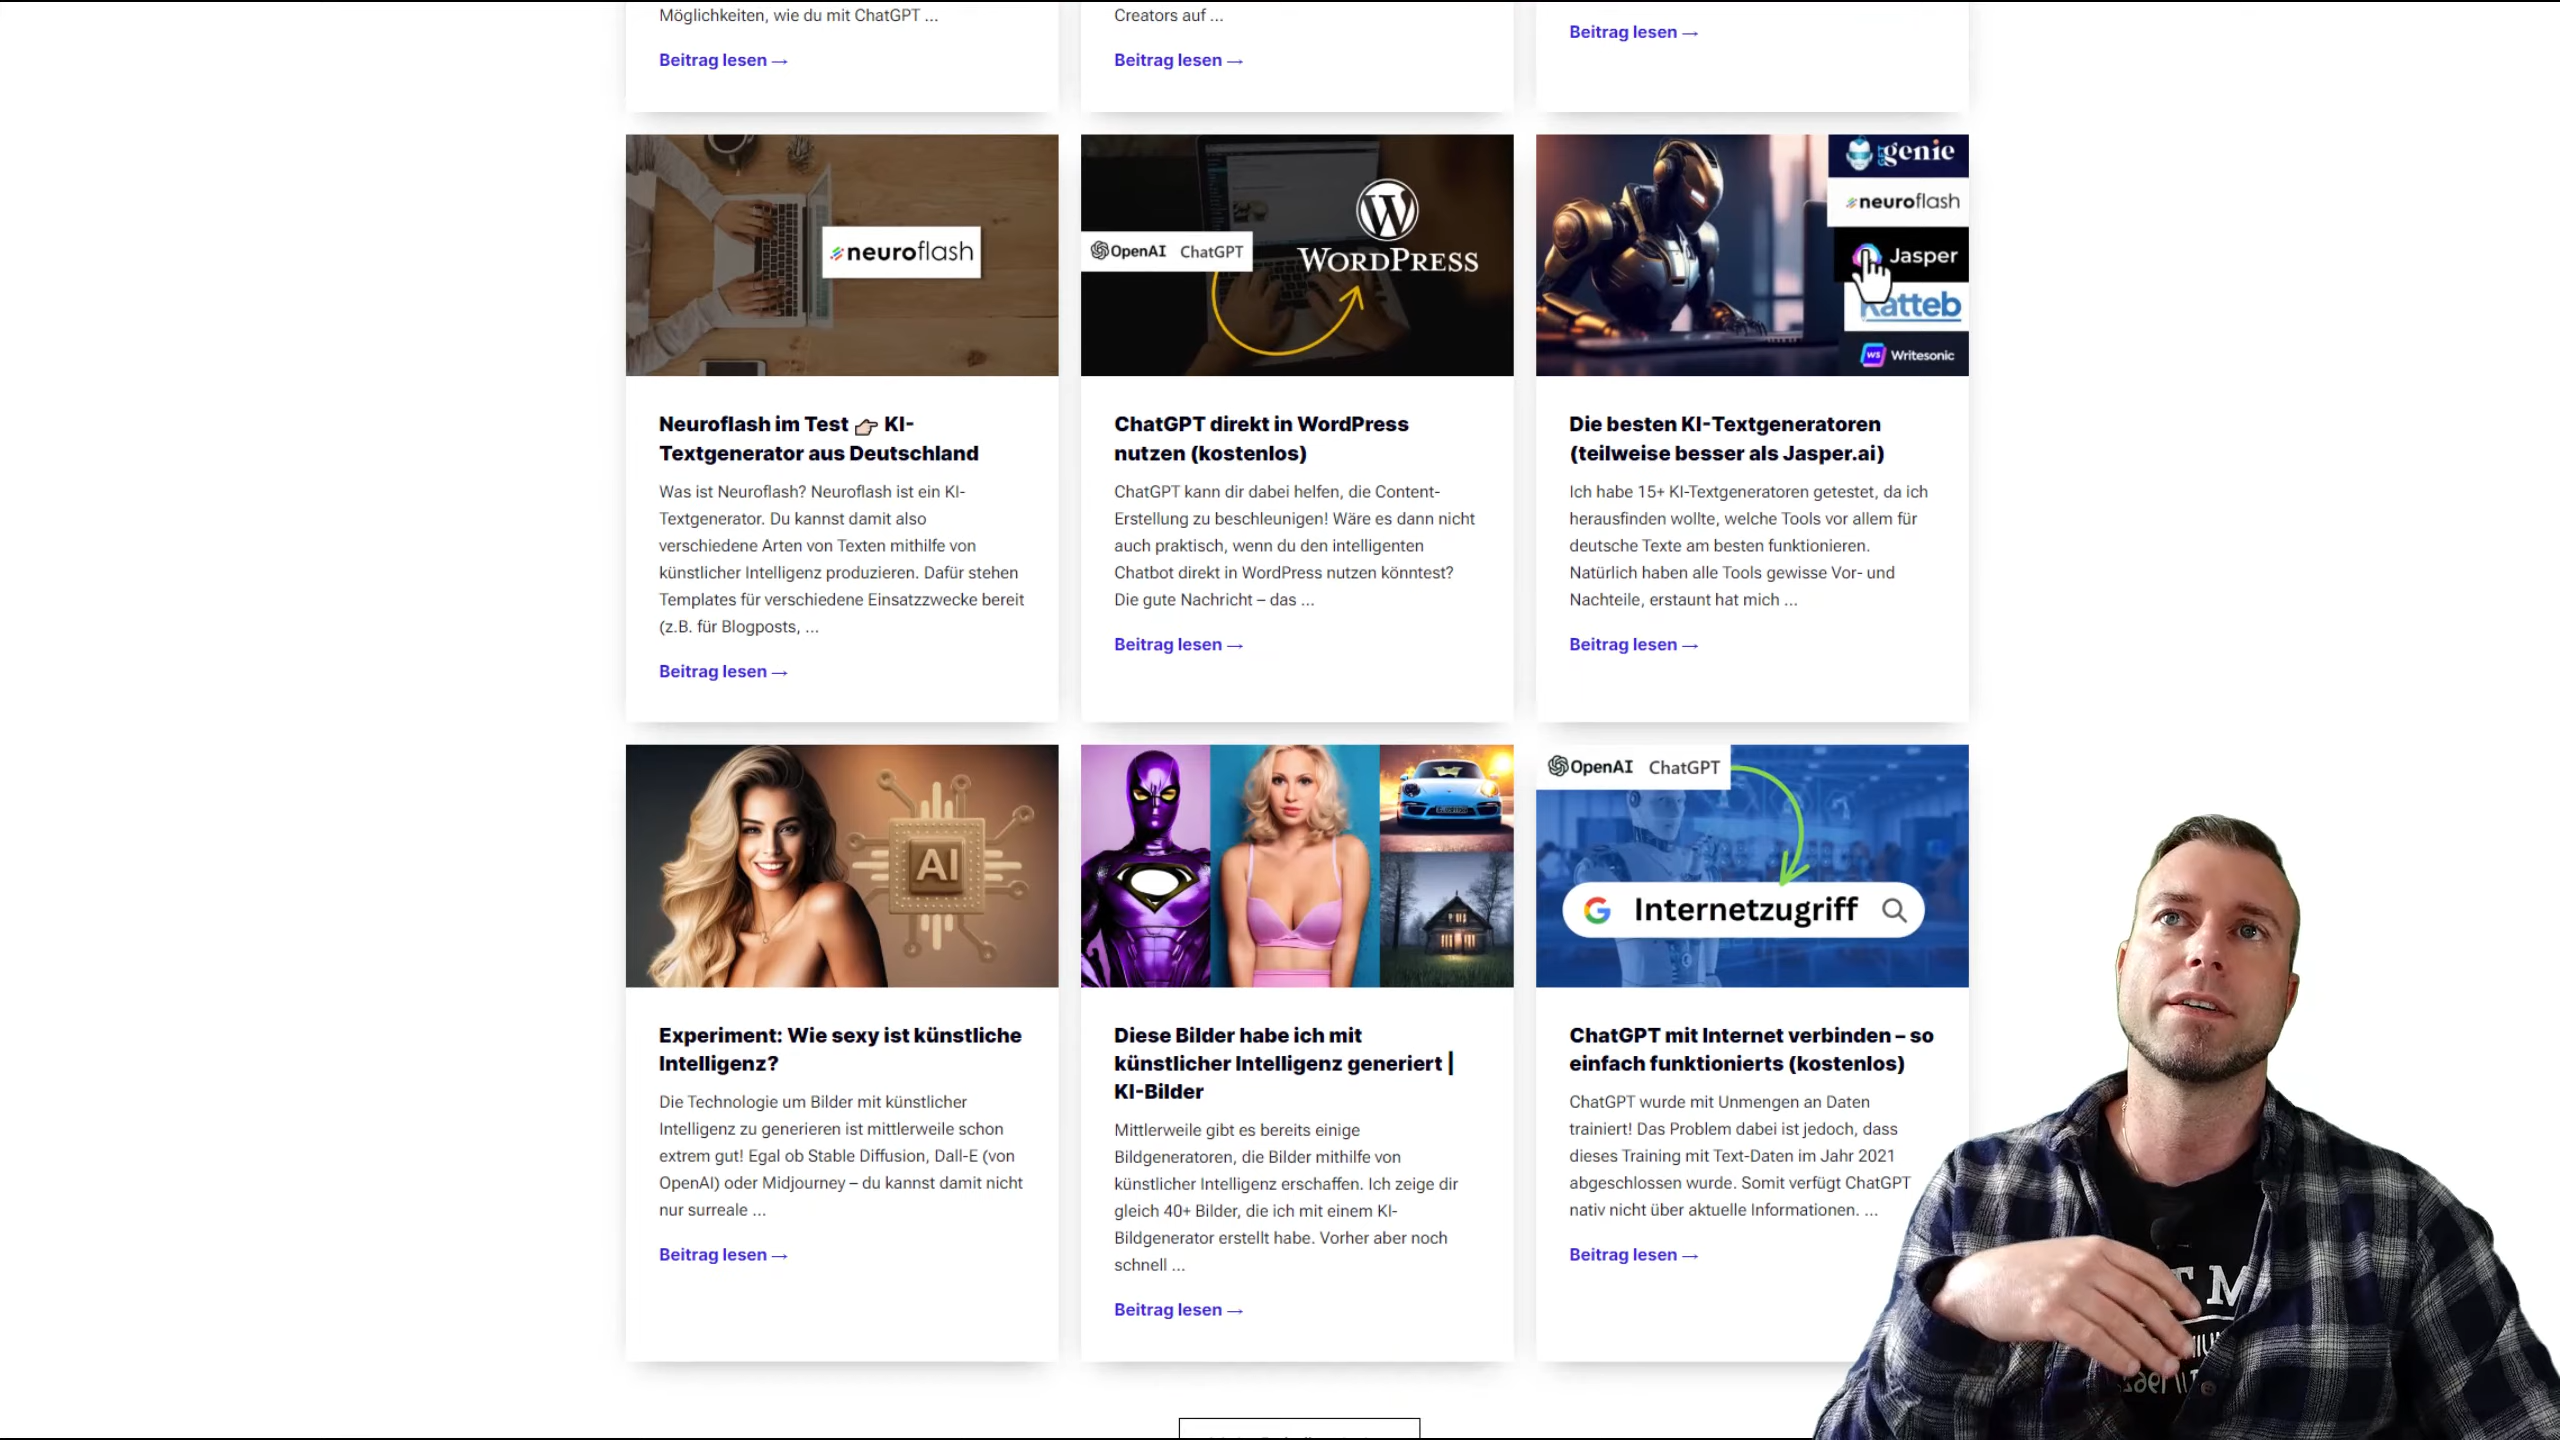 Möglichkeiten, wie du mit ChatGPT ...
Beitrag lesen →
Creators auf ...
Beitrag lesen →
Beitrag lesen →
neuroflash
Neuroflash im Test 👉🏻 KI-
Textgenerator aus Deutschland
Was ist Neuroflash? Neuroflash ist ein KI-
Textgenerator. Du kannst damit also
verschiedene Arten von Texten mithilfe von
künstlicher Intelligenz produzieren. Dafür stehen
Templates für verschiedene Einsatzzwecke bereit
(z.B. für Blogposts, ...
Beitrag lesen →
OpenAI ChatGPT
WORDPRESS
ChatGPT direkt in WordPress
nutzen (kostenlos)
ChatGPT kann dir dabei helfen, die Content-
Erstellung zu beschleunigen! Wäre es dann nicht
auch praktisch, wenn du den intelligenten
Chatbot direkt in WordPress nutzen könntest?
Die gute Nachricht – das ...
Beitrag lesen →
GET genie
neuroflash
Jasper
Katteb
WS Writesonic
Die besten KI-Textgeneratoren
(teilweise besser als Jasper.ai)
Ich habe 15+ KI-Textgeneratoren getestet, da ich
herausfinden wollte, welche Tools vor allem für
deutsche Texte am besten funktionieren.
Natürlich haben alle Tools gewisse Vor- und
Nachteile, erstaunt hat mich ...
Beitrag lesen →
AI
Experiment: Wie sexy ist künstliche
Intelligenz?
Die Technologie um Bilder mit künstlicher
Intelligenz zu generieren ist mittlerweile schon
extrem gut! Egal ob Stable Diffusion, Dall-E (von
OpenAI) oder Midjourney – du kannst damit nicht
nur surreale ...
Beitrag lesen →
Diese Bilder habe ich mit
künstlicher Intelligenz generiert |
KI-Bilder
Mittlerweile gibt es bereits einige
Bildgeneratoren, die Bilder mithilfe von
künstlicher Intelligenz erschaffen. Ich zeige dir
gleich 40+ Bilder, die ich mit einem KI-
Bildgenerator erstellt habe. Vorher aber noch
schnell ...
Beitrag lesen →
OpenAI ChatGPT
G Internetzugriff
ChatGPT mit Internet verbinden – so
einfach funktionierts (kostenlos)
ChatGPT wurde mit Unmengen an Daten
trainiert! Das Problem dabei ist jedoch, dass
dieses Training mit Text-Daten im Jahr 2021
abgeschlossen wurde. Somit verfügt ChatGPT
nativ nicht über aktuelle Informationen. ...
Beitrag lesen →